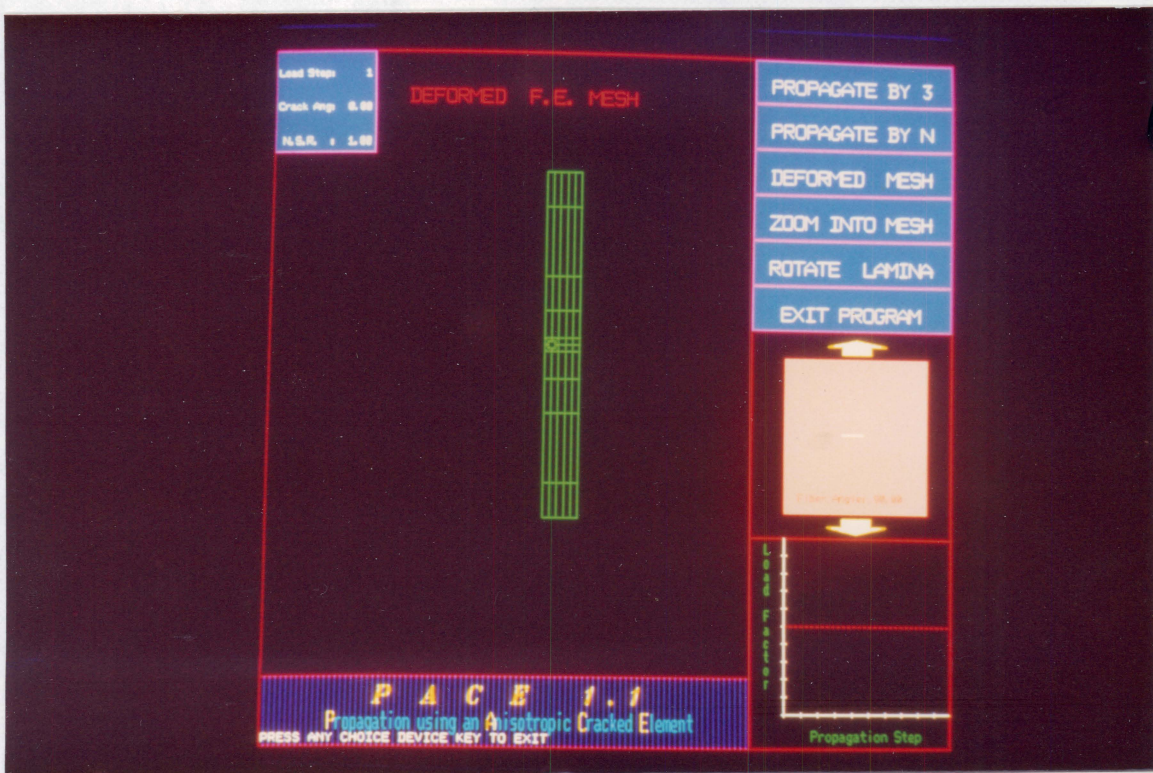 Load Step: 1
Crack Ang: 0.00
N.S.R. : 1.00
DEFORMED F.E. MESH
PROPAGATE BY 3
PROPAGATE BY N
DEFORMED MESH
ZOOM INTO MESH
ROTATE LAMINA
EXIT PROGRAM
Load Factor
Propagation Step
P A C E 1.1
Propagation using an Anisotropic Cracked Element
PRESS ANY CHOICE DEVICE KEY TO EXIT